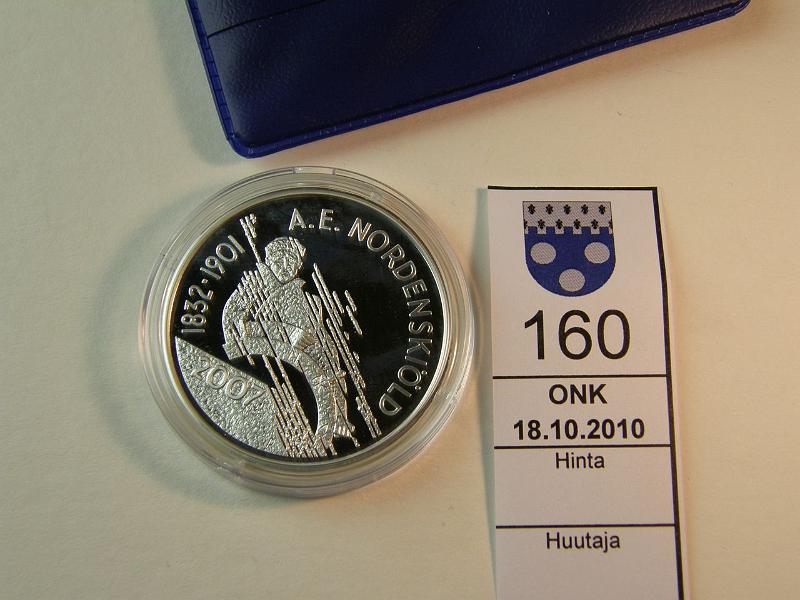 1832-1901 A.E. NORDENSKIÖLD
2007
160
ONK
18.10.2010
Hinta
Huutaja